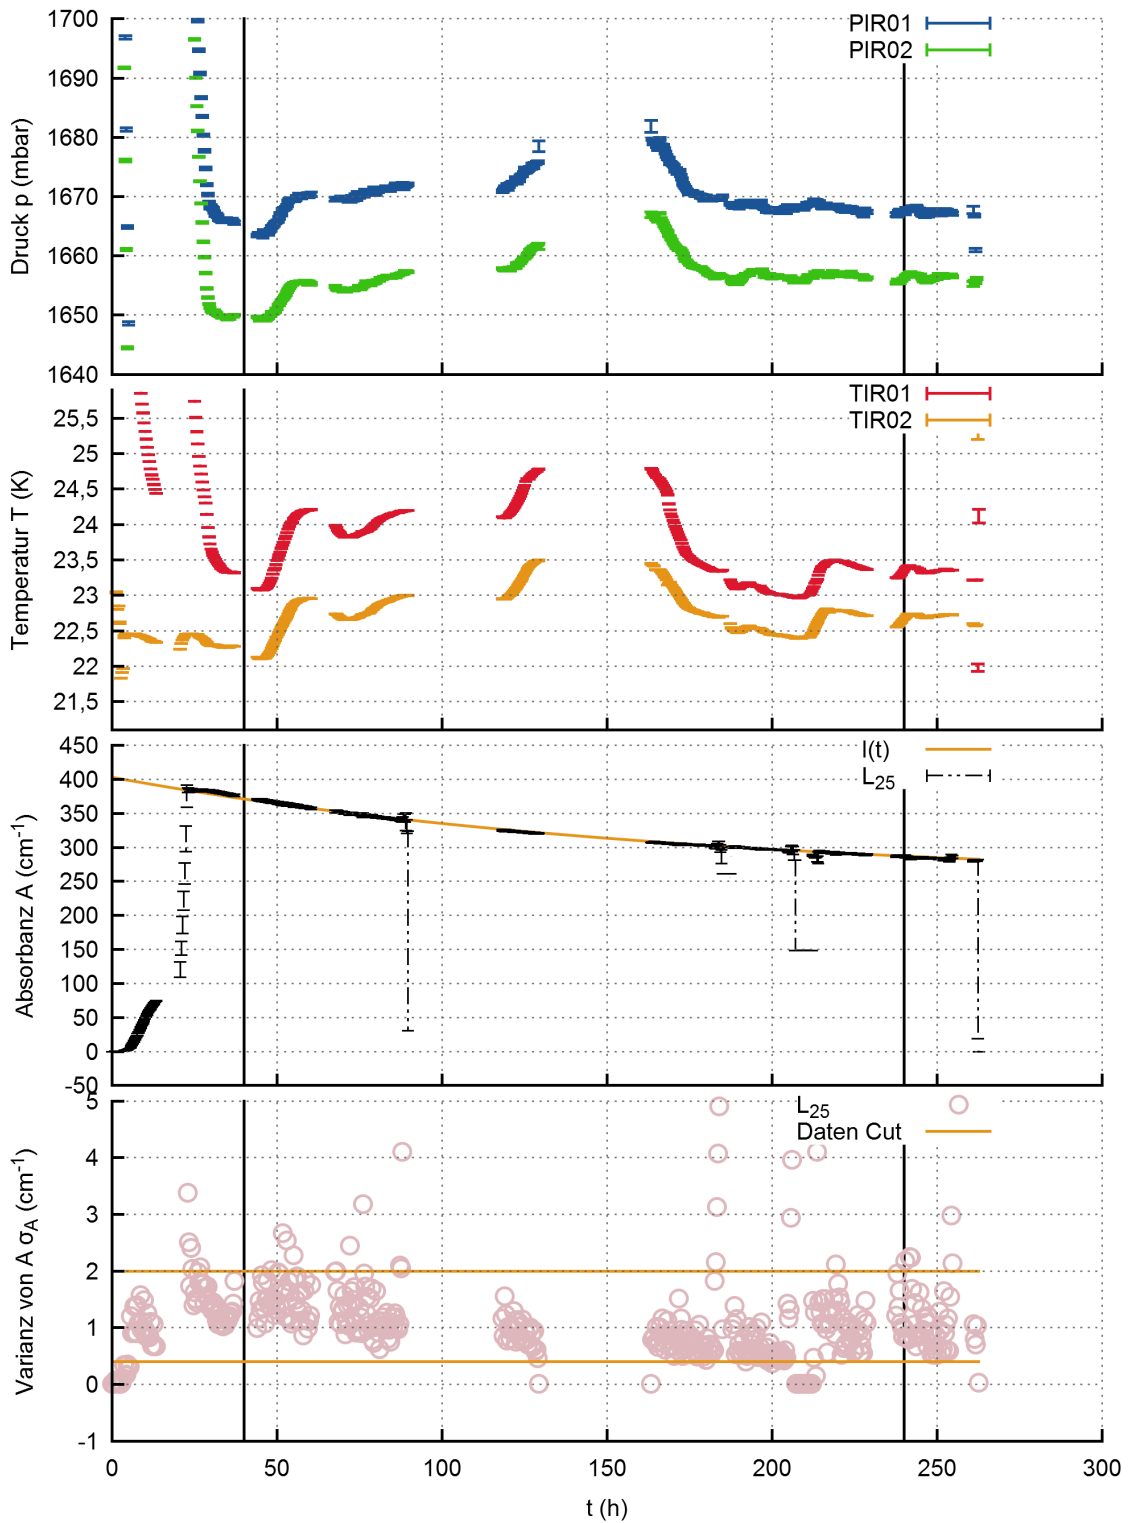 PIR01
PIR02
1700
1690
1680
1670
1660
1650
1640
Druck p (mbar)
TIR01
TIR02
25,5
25
24,5
24
23,5
23
22,5
22
21,5
Temperatur T (K)
I(t)
L25
450
400
350
300
250
200
150
100
50
0
-50
Absorbanz A (cm-1)
L25
Daten Cut
5
4
3
2
1
0
-1
Varianz von A σA (cm-1)
0 50 100 150 200 250 300
t (h)